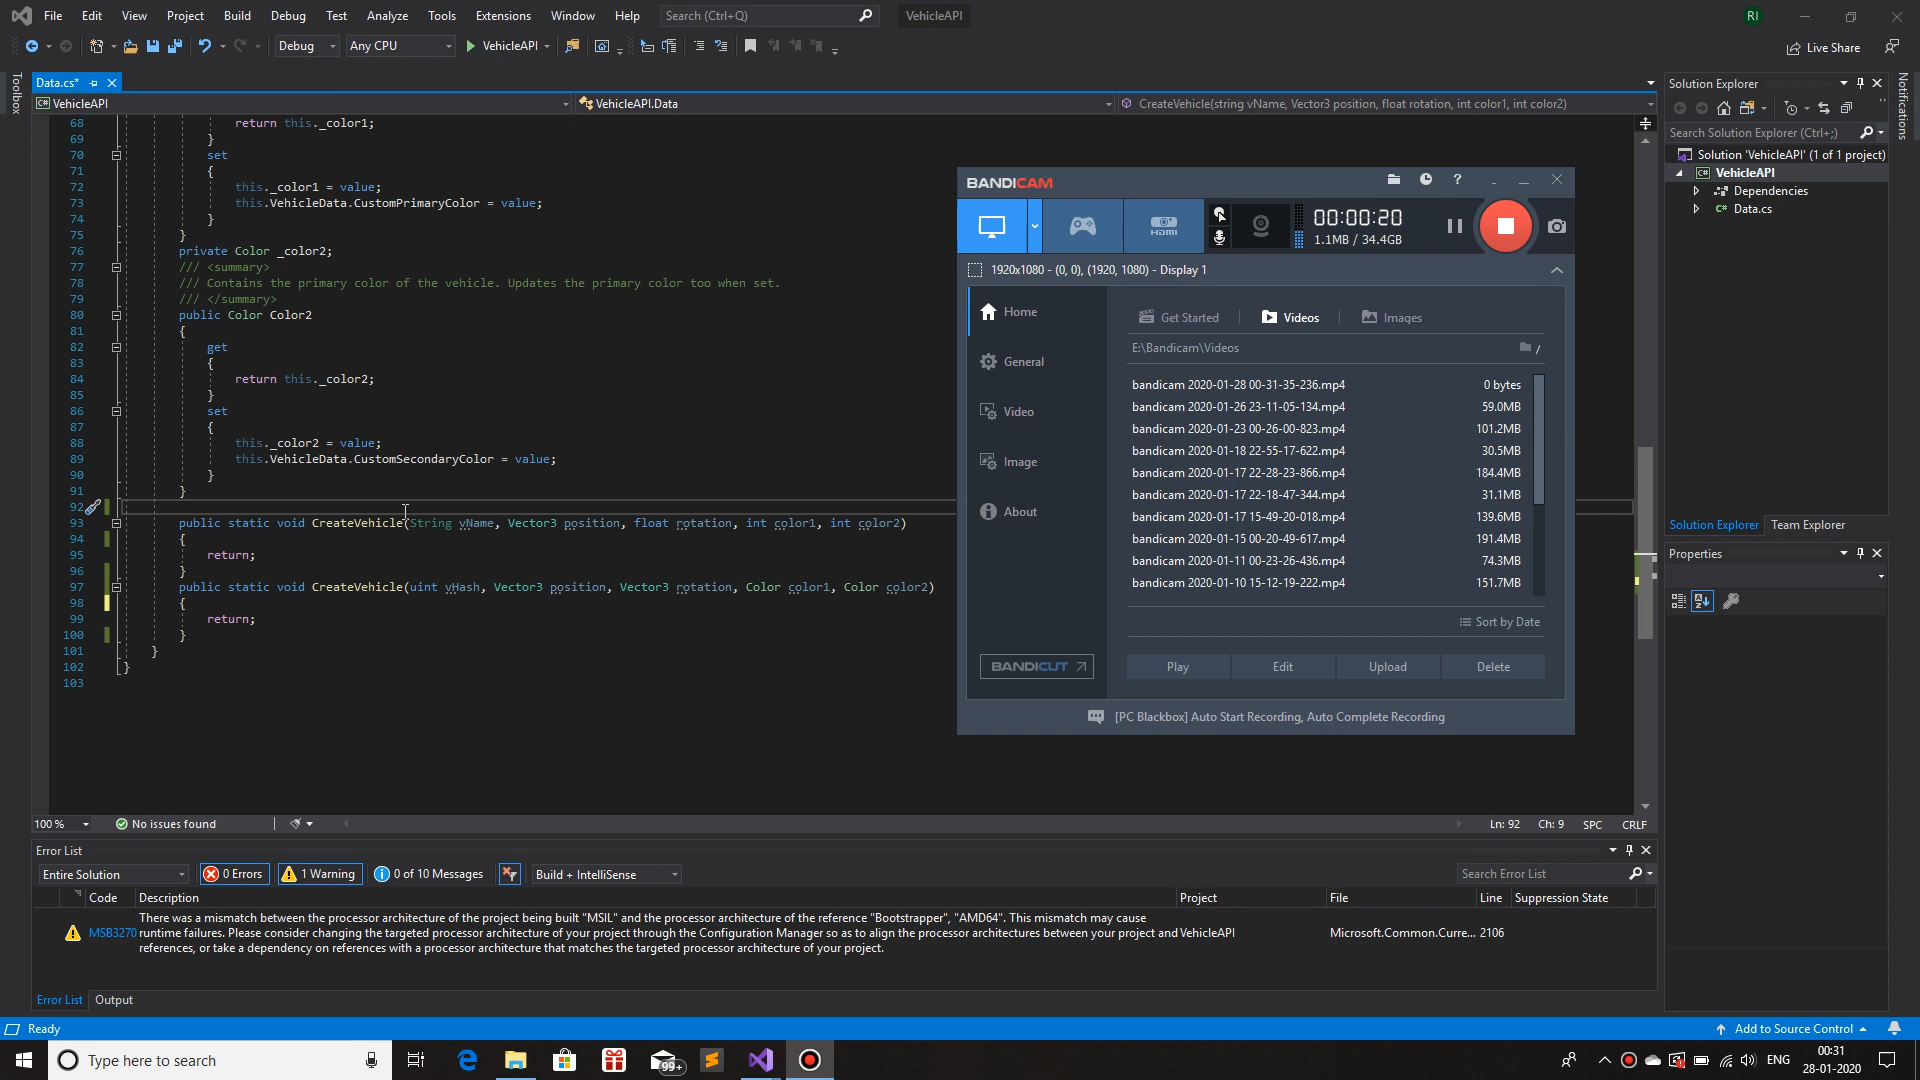 File Edit View Project Build Debug Test Analyze Tools Extensions Window Help Search (Ctrl+Q) VehicleAPI RI
Debug Any CPU VehicleAPI Live Share
Toolbox
Data.cs*
VehicleAPI VehicleAPI.Data CreateVehicle(string vName, Vector3 position, float rotation, int color1, int color2)
68 return this._color1;
69 }
70 set
71 {
72 this._color1 = value;
73 this.VehicleData.CustomPrimaryColor = value;
74 }
75 }
76 private Color _color2;
77 /// <summary>
78 /// Contains the primary color of the vehicle. Updates the primary color too when set.
79 /// </summary>
80 public Color Color2
81 {
82 get
83 {
84 return this._color2;
85 }
86 set
87 {
88 this._color2 = value;
89 this.VehicleData.CustomSecondaryColor = value;
90 }
91 }
92
93 public static void CreateVehicle(String vName, Vector3 position, float rotation, int color1, int color2)
94 {
95 return;
96 }
97 public static void CreateVehicle(uint vHash, Vector3 position, Vector3 rotation, Color color1, Color color2)
98 {
99 return;
100 }
101 }
102 }
103
BANDICAM
HDMI
00:00:20
1.1MB / 34.4GB
1920x1080 - (0, 0), (1920, 1080) - Display 1
Home
General
Video
Image
About
BANDICUT
Get Started Videos Images
E:\Bandicam\Videos /
bandicam 2020-01-28 00-31-35-236.mp4 0 bytes
bandicam 2020-01-26 23-11-05-134.mp4 59.0MB
bandicam 2020-01-23 00-26-00-823.mp4 101.2MB
bandicam 2020-01-18 22-55-17-622.mp4 30.5MB
bandicam 2020-01-17 22-28-23-866.mp4 184.4MB
bandicam 2020-01-17 22-18-47-344.mp4 31.1MB
bandicam 2020-01-17 15-49-20-018.mp4 139.6MB
bandicam 2020-01-15 00-20-49-617.mp4 191.4MB
bandicam 2020-01-11 00-23-26-436.mp4 74.3MB
bandicam 2020-01-10 15-12-19-222.mp4 151.7MB
Sort by Date
Play Edit Upload Delete
[PC Blackbox] Auto Start Recording, Auto Complete Recording
Solution Explorer
Search Solution Explorer (Ctrl+;)
Solution 'VehicleAPI' (1 of 1 project)
C# VehicleAPI
Dependencies
C# Data.cs
Notifications
Solution Explorer Team Explorer
Properties
100 % No issues found Ln: 92 Ch: 9 SPC CRLF
Error List
Entire Solution 0 Errors 1 Warning 0 of 10 Messages Build + IntelliSense Search Error List
Code Description Project File Line Suppression State
There was a mismatch between the processor architecture of the project being built "MSIL" and the processor architecture of the reference "Bootstrapper", "AMD64". This mismatch may cause
MSB3270 runtime failures. Please consider changing the targeted processor architecture of your project through the Configuration Manager so as to align the processor architectures between your project and VehicleAPI Microsoft.Common.Curre... 2106
references, or take a dependency on references with a processor architecture that matches the targeted processor architecture of your project.
Error List Output
Ready Add to Source Control
Type here to search 99+ ENG 00:31
28-01-2020